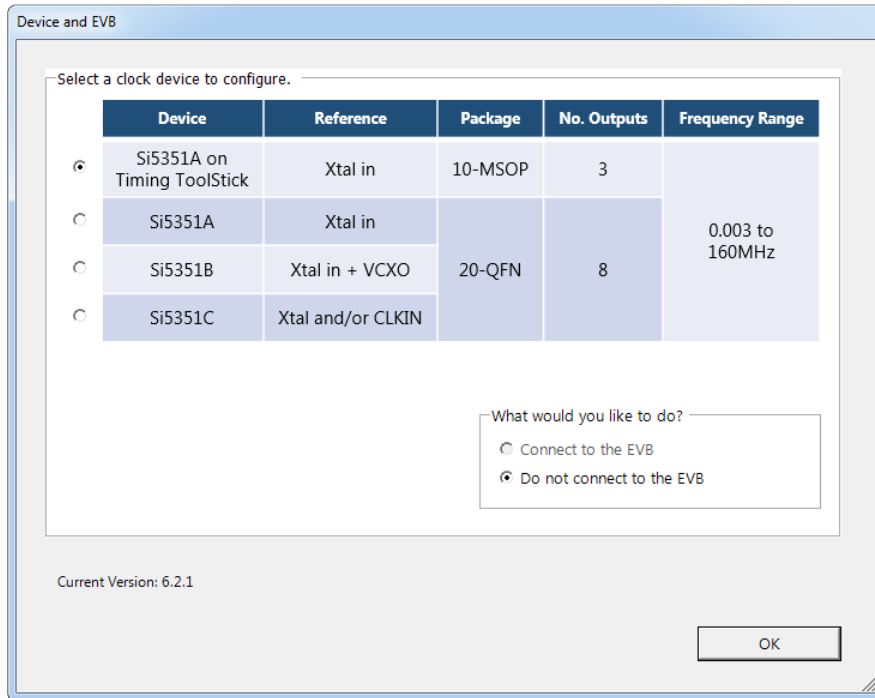 Device and EVB
Select a clock device to configure.
Device Reference Package No. Outputs Frequency Range
Si5351A on
Timing ToolStick
Xtal in 10-MSOP 3
Si5351A Xtal in
Si5351B Xtal in + VCXO 20-QFN 8
Si5351C Xtal and/or CLKIN
0.003 to
160MHz
What would you like to do?
Connect to the EVB
Do not connect to the EVB
Current Version: 6.2.1
OK